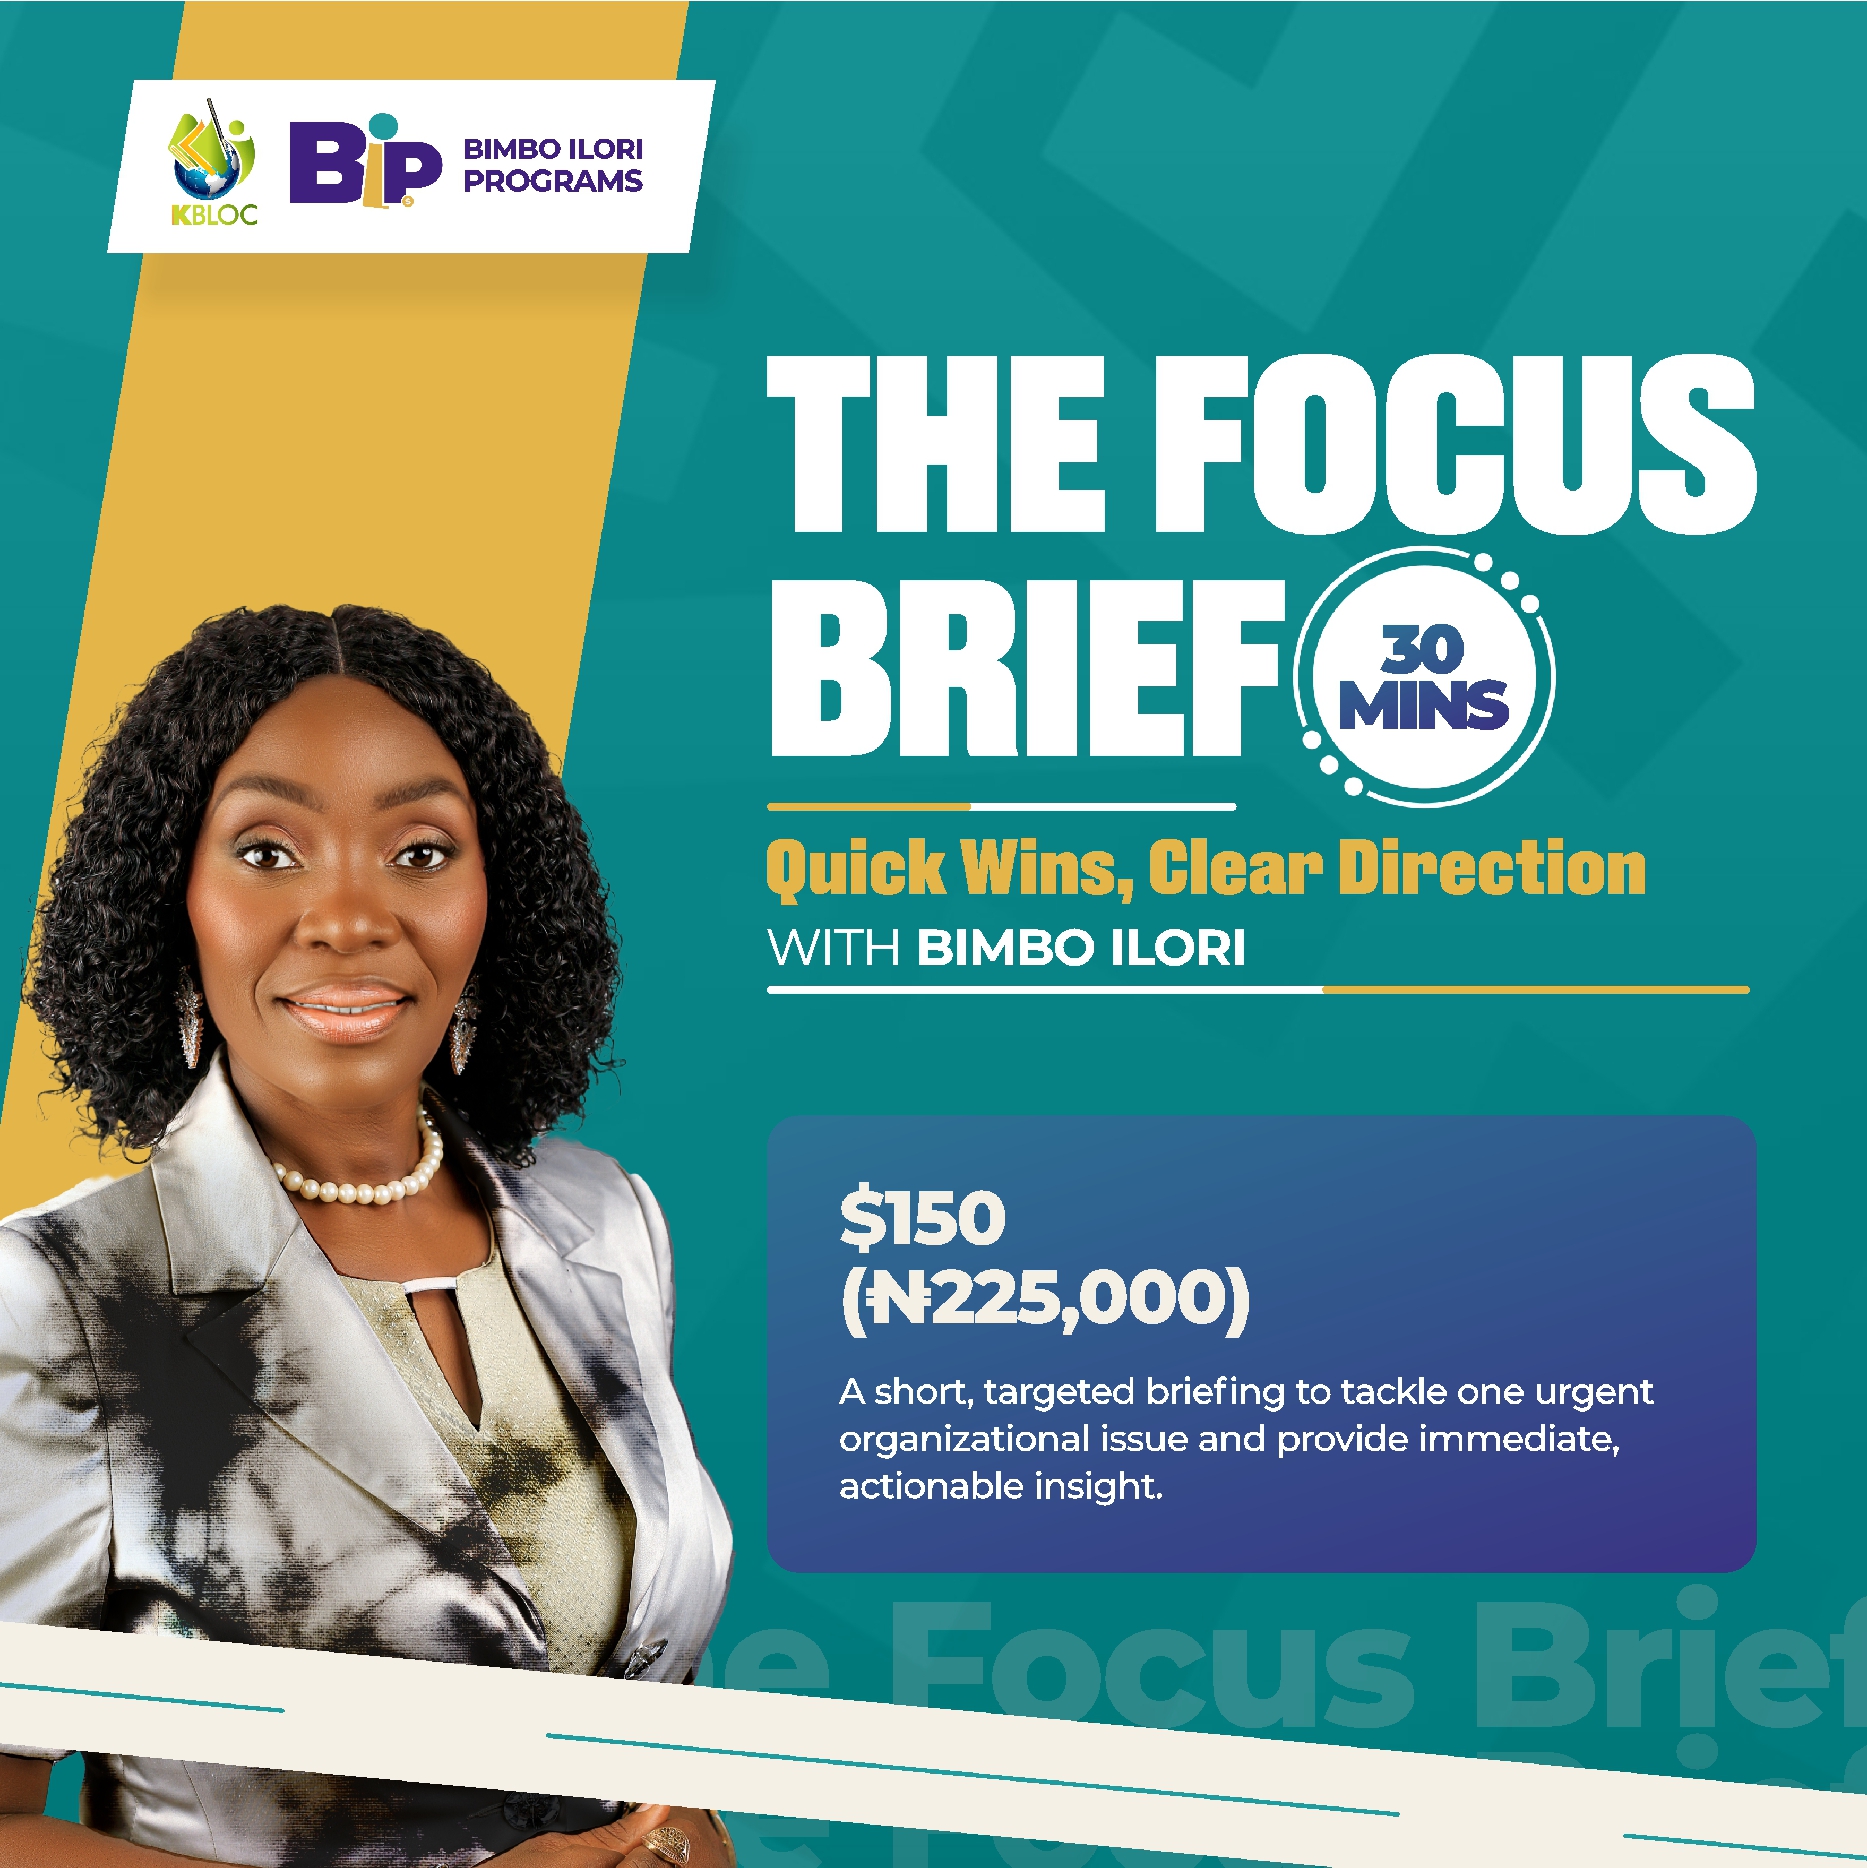 KBLOC
BiP
BIMBO ILORI
PROGRAMS
THE FOCUS
BRIEF
30
MINS
Quick Wins, Clear Direction
WITH BIMBO ILORI
$150
(₦225,000)
A short, targeted briefing to tackle one urgent
organizational issue and provide immediate,
actionable insight.
Focus Brief